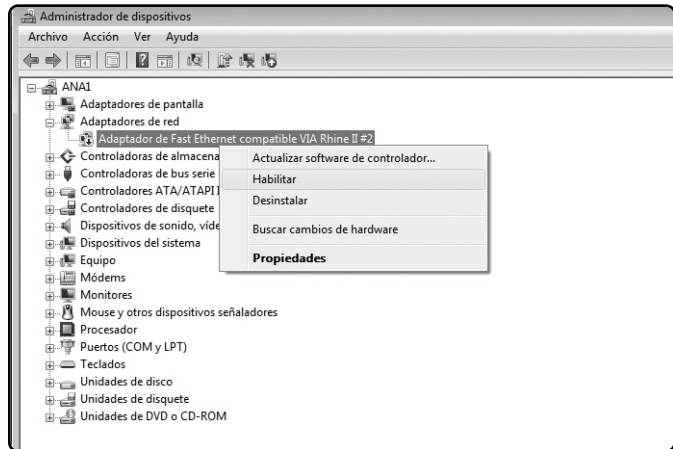 Administrador de dispositivos
Archivo Acción Ver Ayuda
ANA1
Adaptadores de pantalla
Adaptadores de red
Adaptador de Fast Ethernet compatible VIA Rhine II #2
Controladoras de almacena
Controladoras de bus serie
Controladores ATA/ATAPI I
Controladores de disquete
Dispositivos de sonido, víde
Dispositivos del sistema
Equipo
Módems
Monitores
Mouse y otros dispositivos señaladores
Procesador
Puertos (COM y LPT)
Teclados
Unidades de disco
Unidades de disquete
Unidades de DVD o CD-ROM
Actualizar software de controlador...
Habilitar
Desinstalar
Buscar cambios de hardware
Propiedades